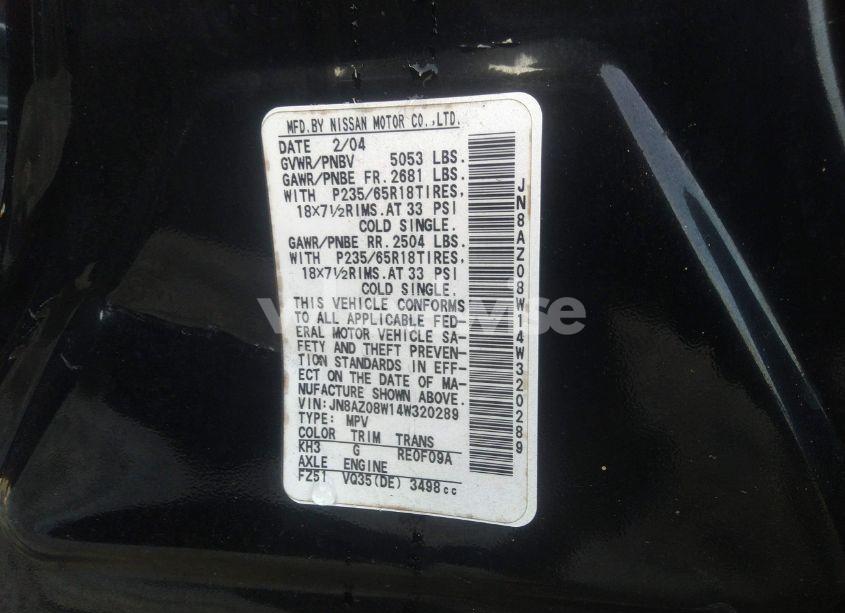 MFD.BY NISSAN MOTOR CO.,LTD.
DATE 2/04
GVWR/PNBV 5053 LBS.
GAWR/PNBE FR.2681 LBS.
WITH P235/65R18TIRES,
18×7½RIMS.AT 33 PSI
COLD SINGLE.
GAWR/PNBE RR.2504 LBS.
WITH P235/65R18TIRES,
18×7½RIMS.AT 33 PSI
COLD SINGLE.
THIS VEHICLE CONFORMS
TO ALL APPLICABLE FED-
ERAL MOTOR VEHICLE SA-
FETY AND THEFT PREVEN-
TION STANDARDS IN EFF-
ECT ON THE DATE OF MA-
NUFACTURE SHOWN ABOVE.
VIN:JN8AZ08W14W320289
TYPE: MPV
COLOR TRIM TRANS
KH3 G RE0F09A
AXLE ENGINE
FZ51 VQ35(DE) 3498cc
JN8AZ08W14W320289